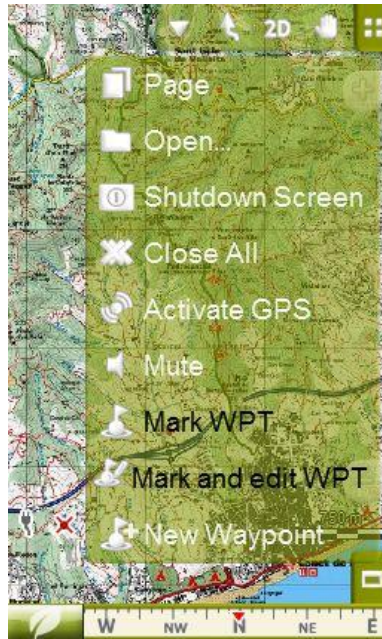 2D
Page
Open...
Shutdown Screen
Close All
Activate GPS
Mute
Mark WPT
Mark and edit WPT
750 m
New Waypoint
W NW N NE E